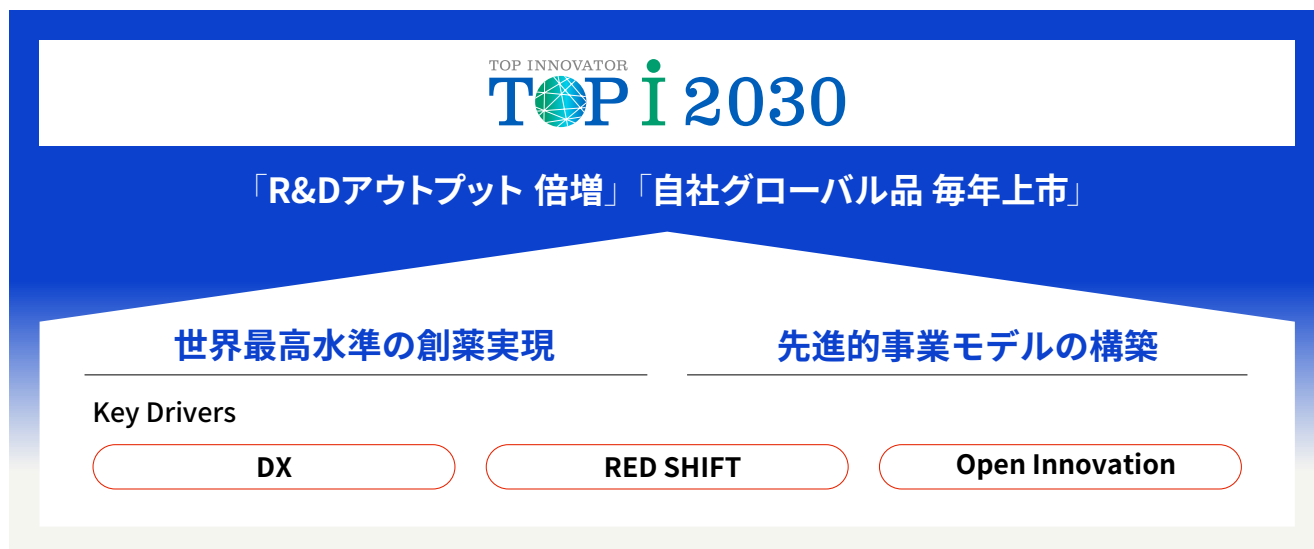 TOP INNOVATOR
TOP i 2030
「R&Dアウトプット 倍増」「自社グローバル品 毎年上市」
世界最高水準の創薬実現
先進的事業モデルの構築
Key Drivers
DX
RED SHIFT
Open Innovation